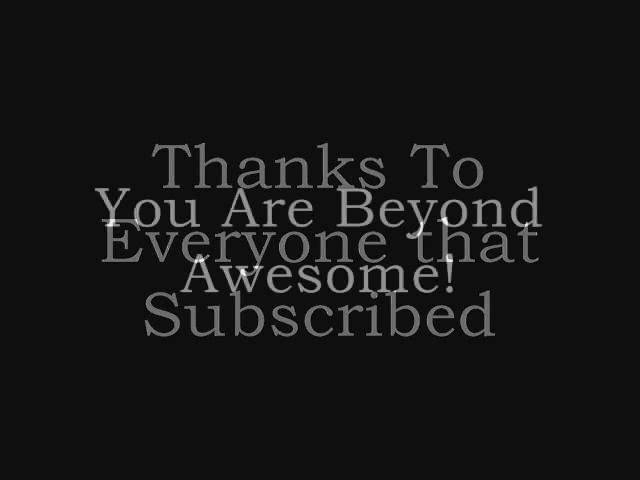 Thanks To
You Are Beyond
Everyone that
Awesome!
Subscribed